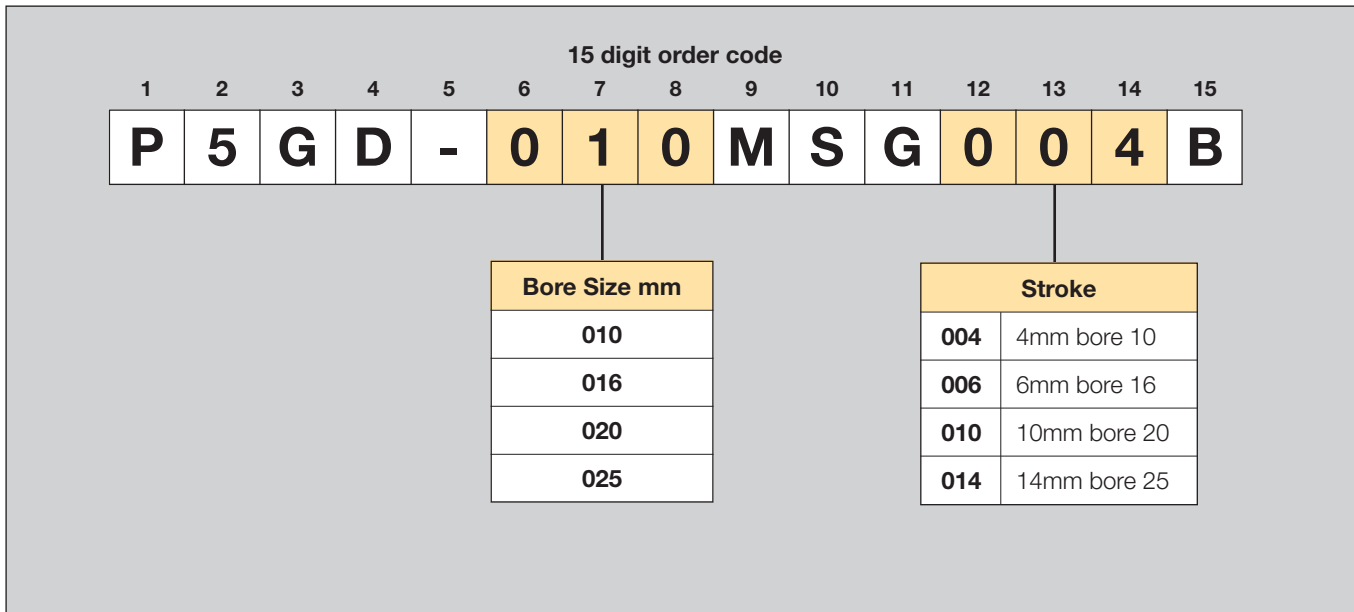 15 digit order code
1 2 3 4 5 6 7 8 9 10 11 12 13 14 15
P 5 G D - 0 1 0 M S G 0 0 4 B
Bore Size mm
010
016
020
025
Stroke
004 4mm bore 10
006 6mm bore 16
010 10mm bore 20
014 14mm bore 25